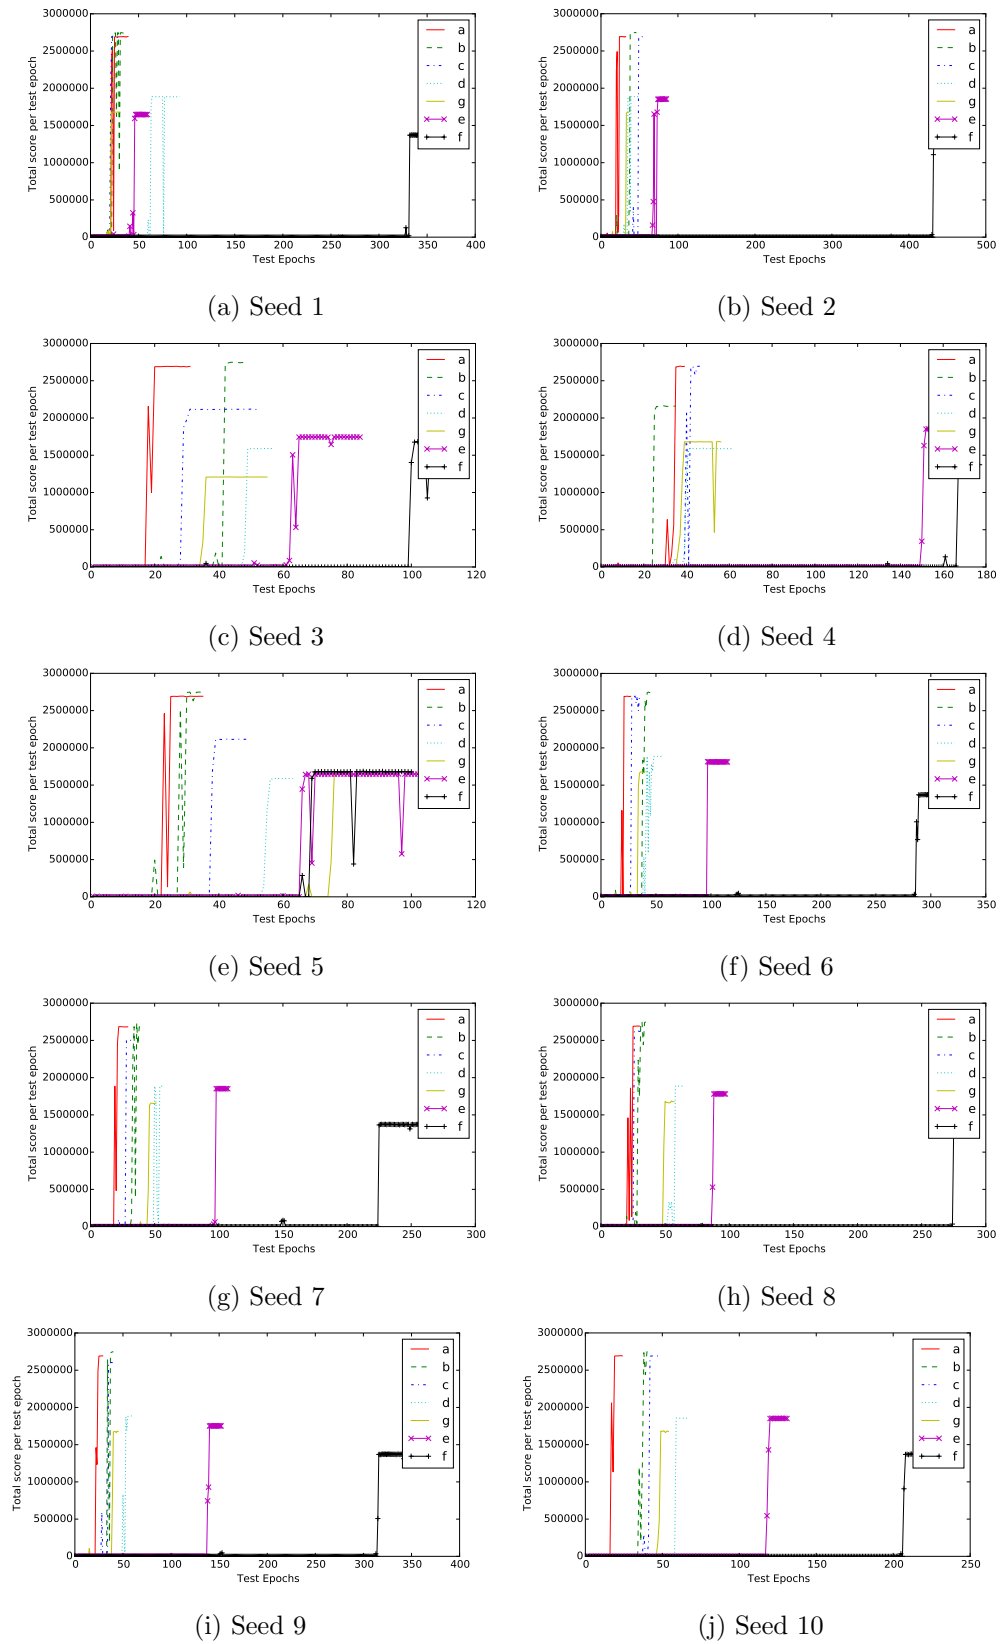 3000000
2500000
2000000
1500000
1000000
500000
0
Total score per test epoch
a
b
c
d
g
e
f
0 50 100 150 200 250 300 350 400
Test Epochs
(a) Seed 1
3000000
2500000
2000000
1500000
1000000
500000
0
Total score per test epoch
a
b
c
d
g
e
f
0 100 200 300 400 500
Test Epochs
(b) Seed 2
3000000
2500000
2000000
1500000
1000000
500000
0
Total score per test epoch
a
b
c
d
g
e
f
0 20 40 60 80 100 120
Test Epochs
(c) Seed 3
3000000
2500000
2000000
1500000
1000000
500000
0
Total score per test epoch
a
b
c
d
g
e
f
0 20 40 60 80 100 120 140 160 180
Test Epochs
(d) Seed 4
3000000
2500000
2000000
1500000
1000000
500000
0
Total score per test epoch
a
b
c
d
g
e
f
0 20 40 60 80 100 120
Test Epochs
(e) Seed 5
3000000
2500000
2000000
1500000
1000000
500000
0
Total score per test epoch
a
b
c
d
g
e
f
0 50 100 150 200 250 300 350
Test Epochs
(f) Seed 6
3000000
2500000
2000000
1500000
1000000
500000
0
Total score per test epoch
a
b
c
d
g
e
f
0 50 100 150 200 250 300
Test Epochs
(g) Seed 7
3000000
2500000
2000000
1500000
1000000
500000
0
Total score per test epoch
a
b
c
d
g
e
f
0 50 100 150 200 250 300
Test Epochs
(h) Seed 8
3000000
2500000
2000000
1500000
1000000
500000
0
Total score per test epoch
a
b
c
d
g
e
f
0 50 100 150 200 250 300 350 400
Test Epochs
(i) Seed 9
3000000
2500000
2000000
1500000
1000000
500000
0
Total score per test epoch
a
b
c
d
g
e
f
0 50 100 150 200 250
Test Epochs
(j) Seed 10